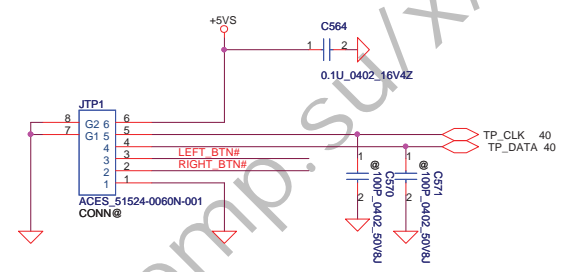 +5VS
C564
1
2
0.1U_0402_16V4Z
JTP1
8
7
G2 6
G1 5
4
3
2
1
6
5
4
3
2
1
LEFT_BTN#
RIGHT_BTN#
ACES_51524-0060N-001
CONN@
TP_CLK 40
TP_DATA 40
1
2
@
C570
100P_0402_50V8J
1
2
@
C571
100P_0402_50V8J
omp.su/x/